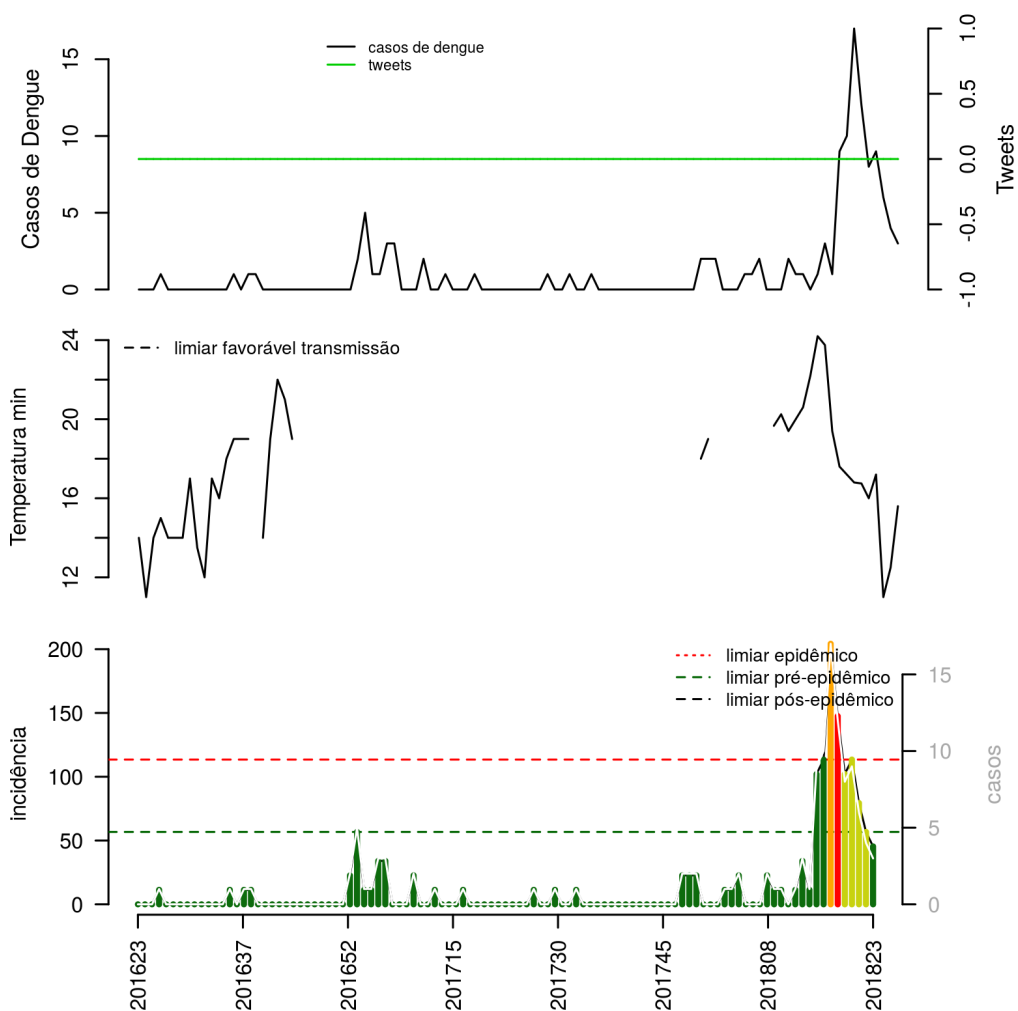 casos de dengue
tweets
Casos de Dengue
0
5
10
15
Tweets
-1.0
-0.5
0.0
0.5
1.0
limiar favorável transmissão
Temperatura min
12
16
20
24
limiar epidêmico
limiar pré-epidêmico
limiar pós-epidêmico
incidência
0
50
100
150
200
casos
0
5
10
15
201623
201637
201652
201715
201730
201745
201808
201823